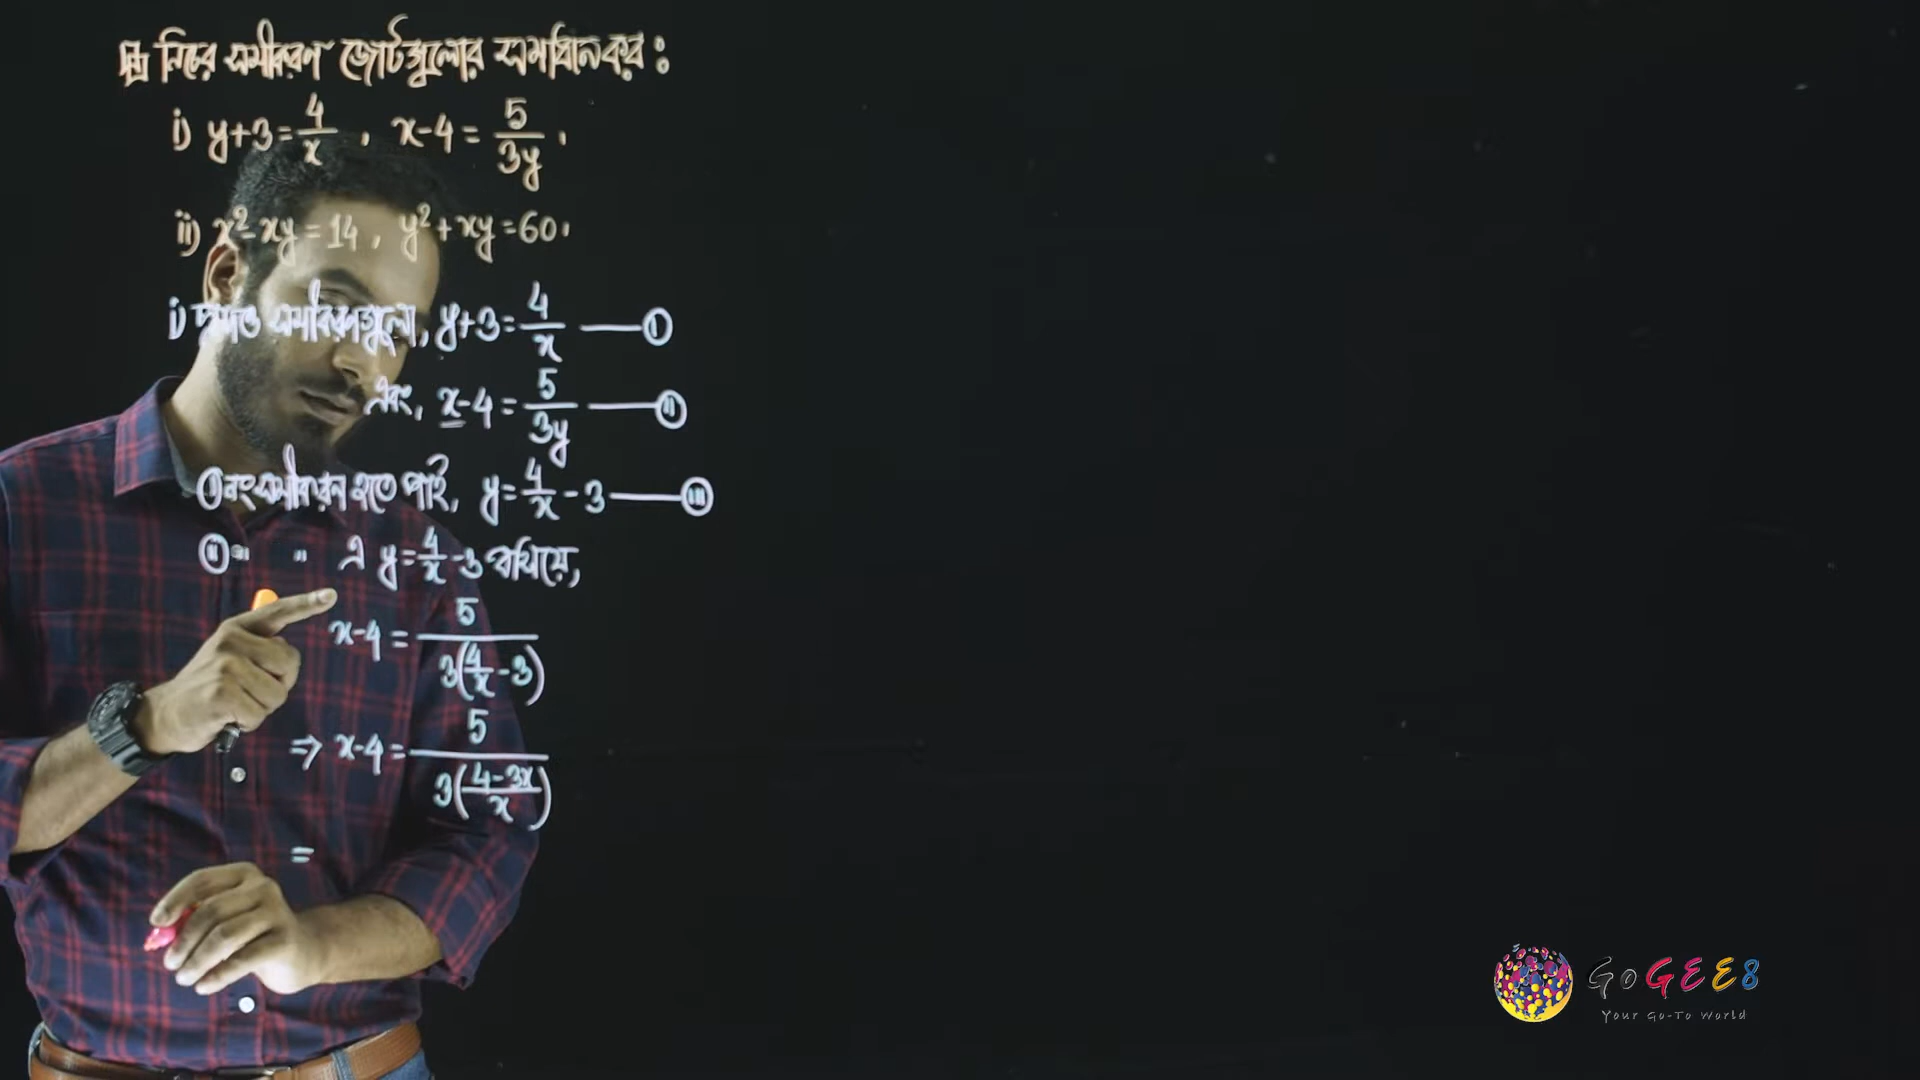 নিচের সমীকরণ জোটগুলোর সমাধান কর :
i) y+3 = 4/x , x-4 = 5/3y ,
ii) x²-xy = 14 , y²+xy = 60 ,
i) প্রদত্ত সমীকরণগুলো, y+3 = 4/x — (i)
এবং, x-4 = 5/3y — (ii)
(i) নং সমীকরন হতে পাই, y = 4/x - 3 — (iii)
(ii) " " এ y = 4/x - 3 বসিয়ে,
x-4 = 5/3(4/x - 3)
⇒ x-4 = 5/3((4-3x)/x)
=
GoGEE8
Your Go-To World